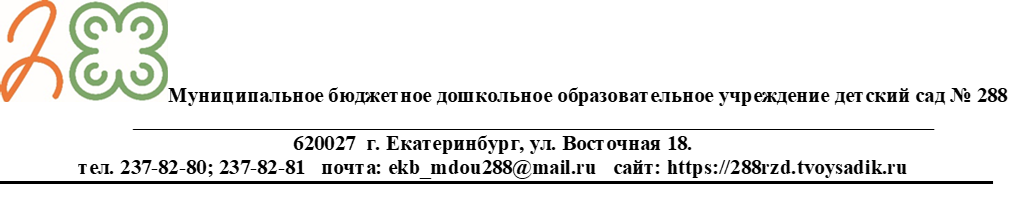 288
Муниципальное бюджетное дошкольное образовательное учреждение детский сад № 288
620027 г. Екатеринбург, ул. Восточная 18.
тел. 237-82-80; 237-82-81 почта: ekb_mdou288@mail.ru сайт: https://288rzd.tvoysadik.ru